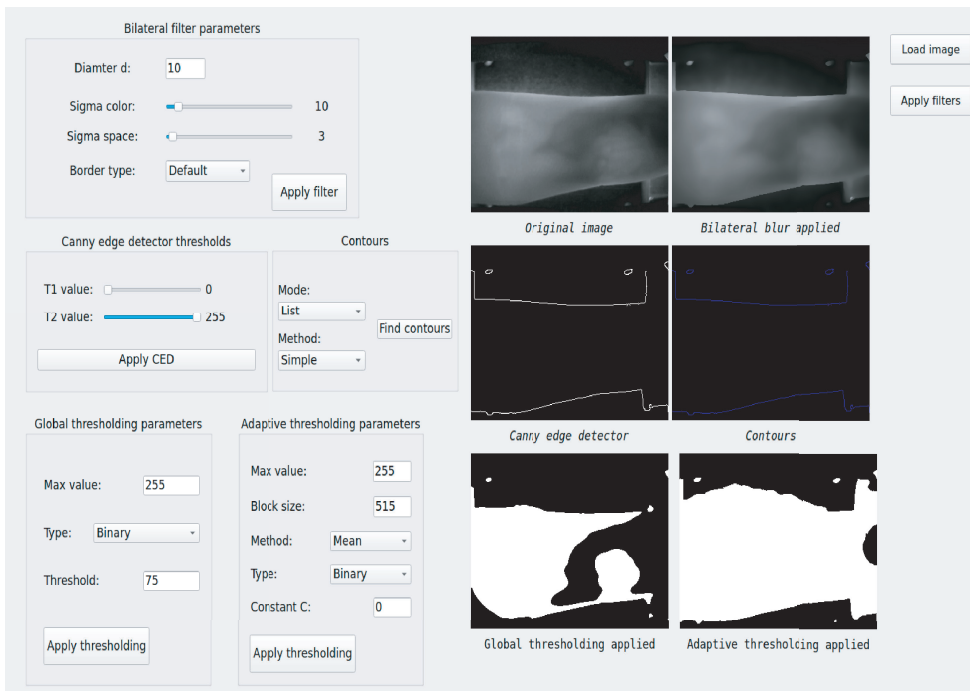 Bilateral filter parameters
Diamter d: 10
Sigma color: 10
Sigma space: 3
Border type: Default
Apply filter
Canny edge detector thresholds
T1 value: 0
T2 value: 255
Apply CED
Contours
Mode:
List
Method:
Simple
Find contours
Global thresholding parameters
Max value: 255
Type: Binary
Threshold: 75
Apply thresholding
Adaptive thresholding parameters
Max value: 255
Block size: 515
Method: Mean
Type: Binary
Constant C: 0
Apply thresholding
Original image
Bilateral blur applied
Canny edge detector
Contours
Global thresholding applied
Adaptive thresholding applied
Load image
Apply filters